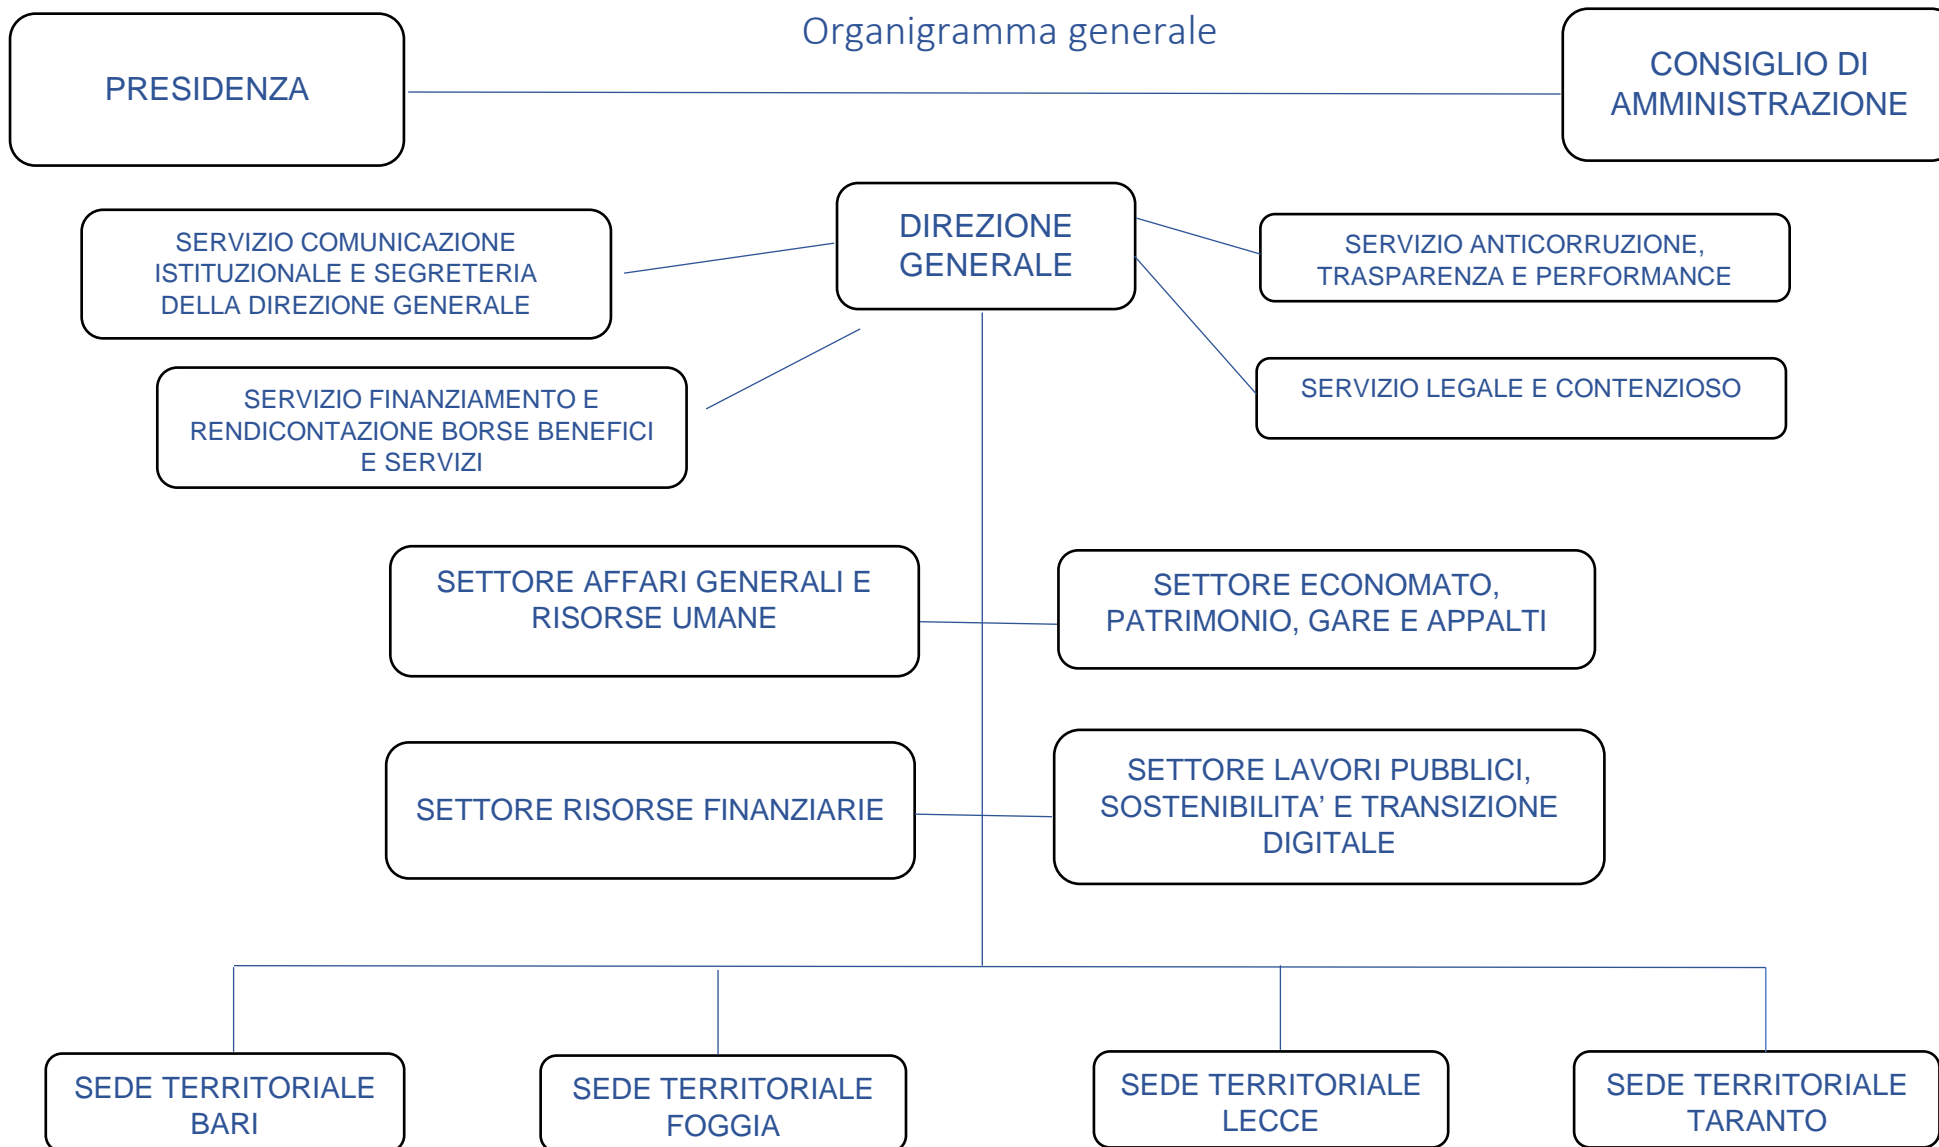 Organigramma generale
PRESIDENZA
CONSIGLIO DI
AMMINISTRAZIONE
DIREZIONE
GENERALE
SERVIZIO COMUNICAZIONE
ISTITUZIONALE E SEGRETERIA
DELLA DIREZIONE GENERALE
SERVIZIO ANTICORRUZIONE,
TRASPARENZA E PERFORMANCE
SERVIZIO FINANZIAMENTO E
RENDICONTAZIONE BORSE BENEFICI
E SERVIZI
SERVIZIO LEGALE E CONTENZIOSO
SETTORE AFFARI GENERALI E
RISORSE UMANE
SETTORE ECONOMATO,
PATRIMONIO, GARE E APPALTI
SETTORE RISORSE FINANZIARIE
SETTORE LAVORI PUBBLICI,
SOSTENIBILITA’ E TRANSIZIONE
DIGITALE
SEDE TERRITORIALE
BARI
SEDE TERRITORIALE
FOGGIA
SEDE TERRITORIALE
LECCE
SEDE TERRITORIALE
TARANTO